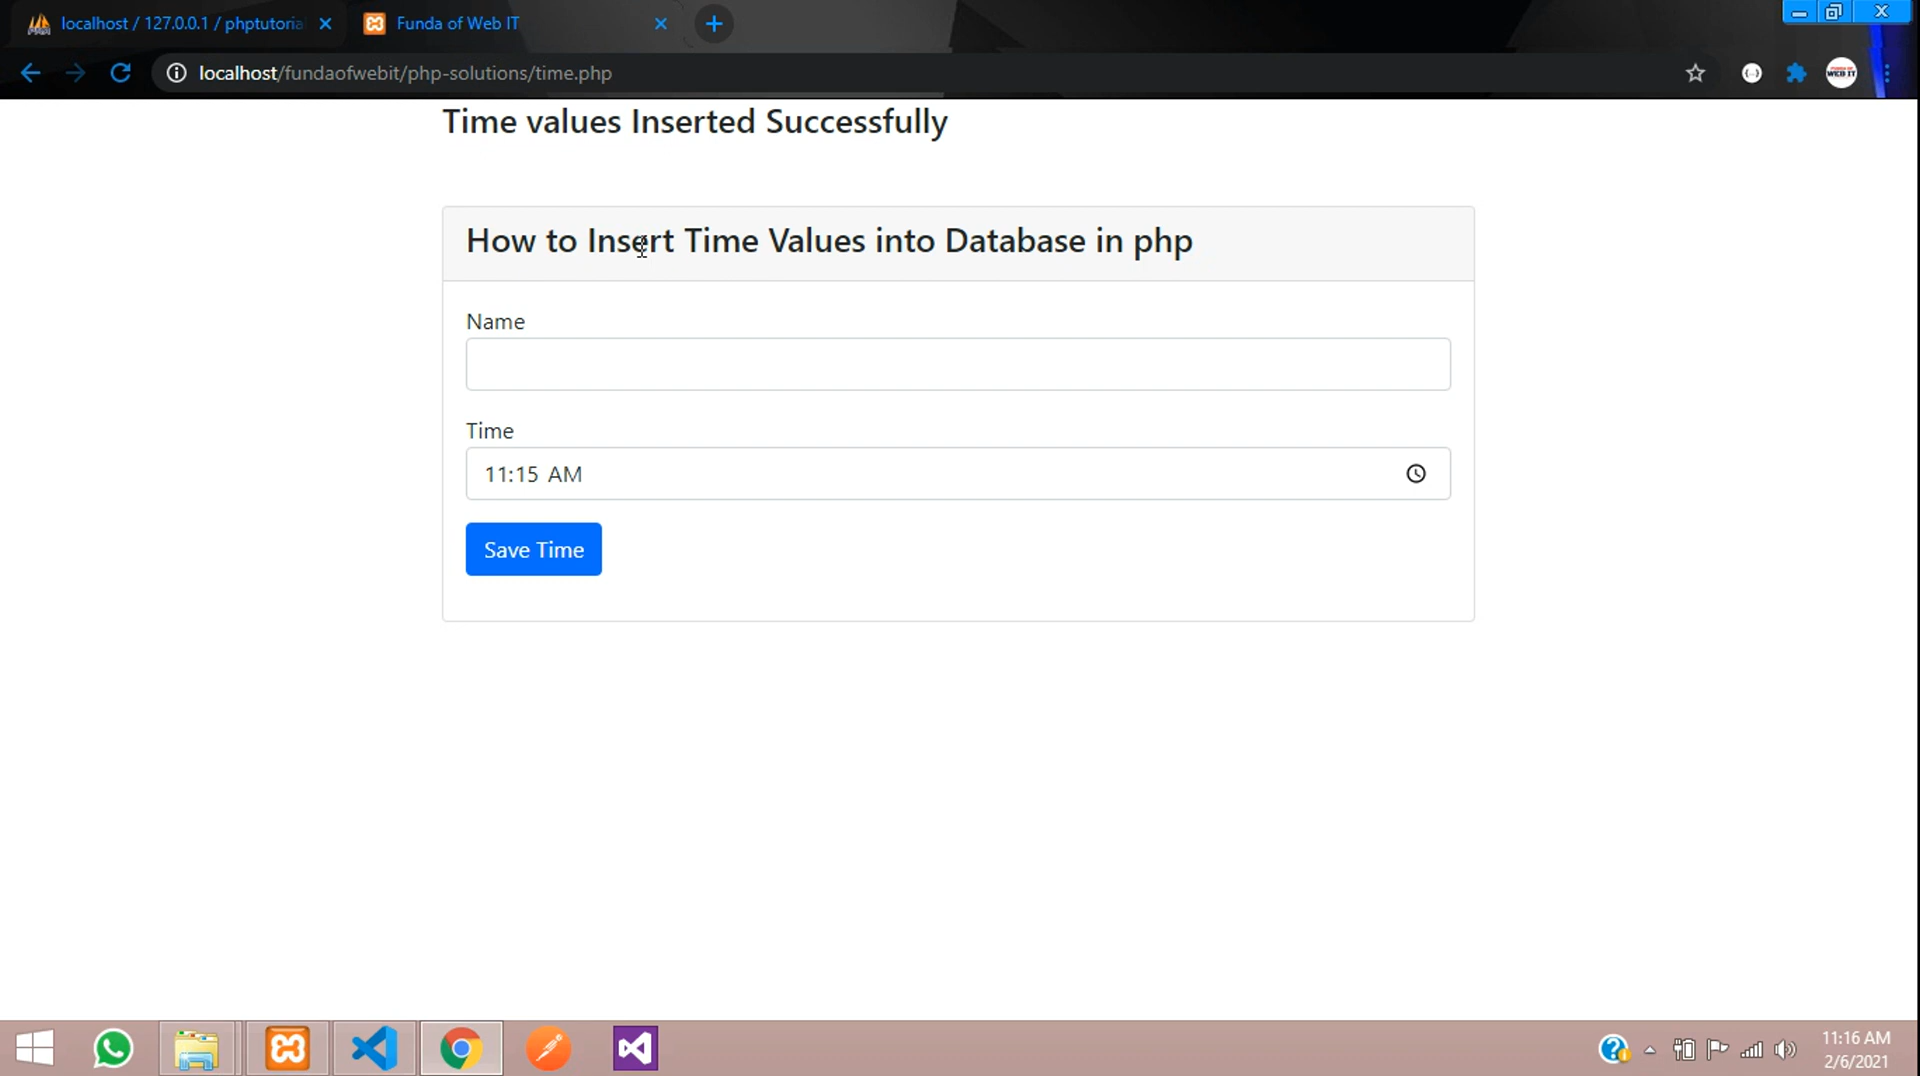 localhost / 127.0.0.1 / phptutoria
Funda of Web IT
localhost/fundaofwebit/php-solutions/time.php
WEB IT
Time values Inserted Successfully
How to Insert Time Values into Database in php
Name
Time
11:15 AM
Save Time
11:16 AM
2/6/2021